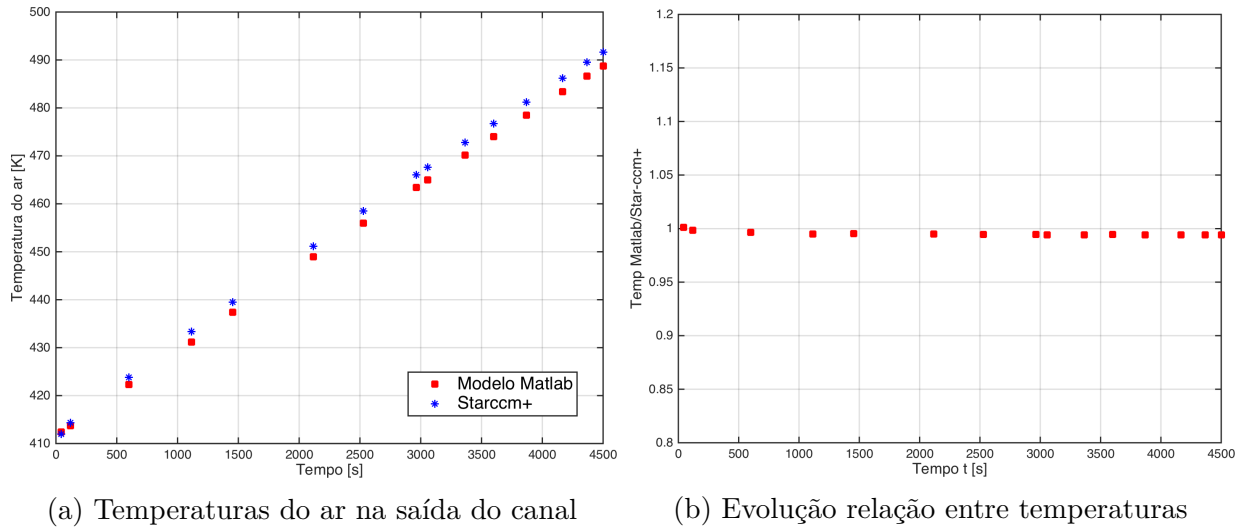 500
490
480
470
460
450
440
430
420
410
Temperatura do ar [K]
Modelo Matlab
Starccm+
0 500 1000 1500 2000 2500 3000 3500 4000 4500
Tempo [s]
(a) Temperaturas do ar na saída do canal
1.2
1.15
1.1
1.05
1
0.95
0.9
0.85
0.8
Temp Matlab/Star-ccm+
0 500 1000 1500 2000 2500 3000 3500 4000 4500
Tempo t [s]
(b) Evolução relação entre temperaturas